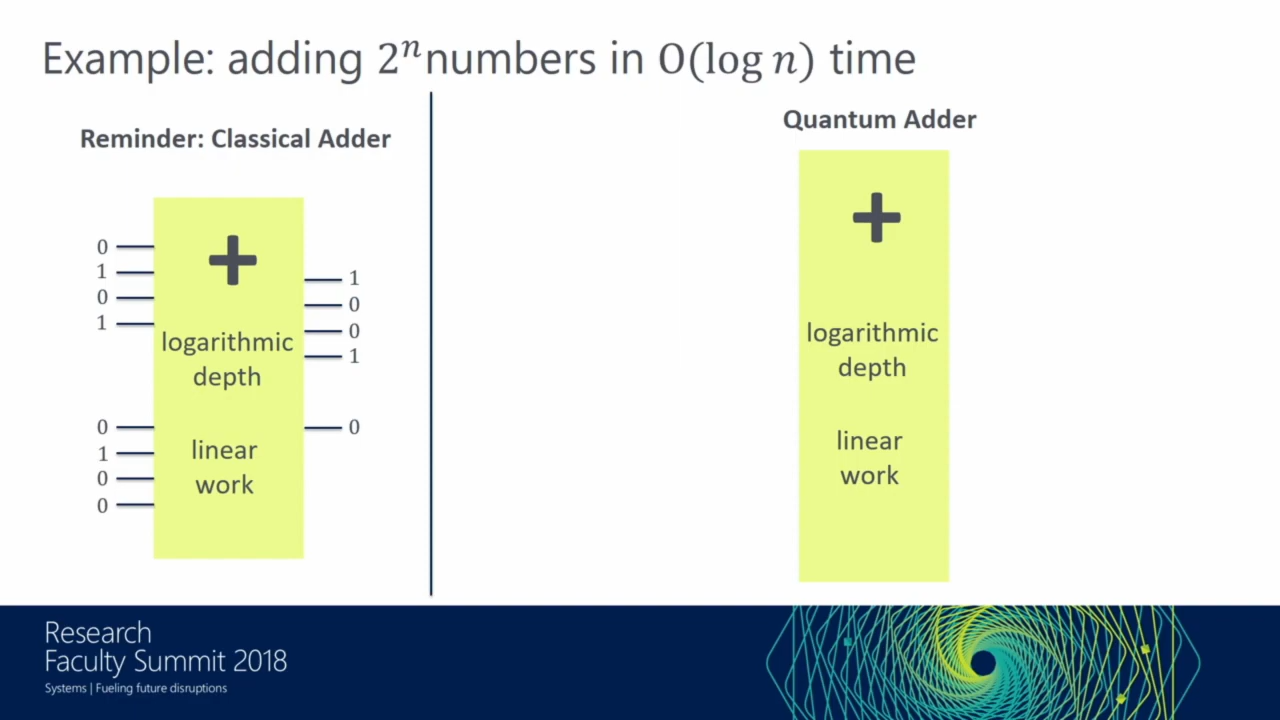 Example: adding 2ⁿ numbers in O(log n) time
Reminder: Classical Adder
0
1
0
1
+
logarithmic
depth
1
0
0
1
0
1
0
0
linear
work
0
Quantum Adder
+
logarithmic
depth
linear
work
Research
Faculty Summit 2018
Systems | Fueling future disruptions